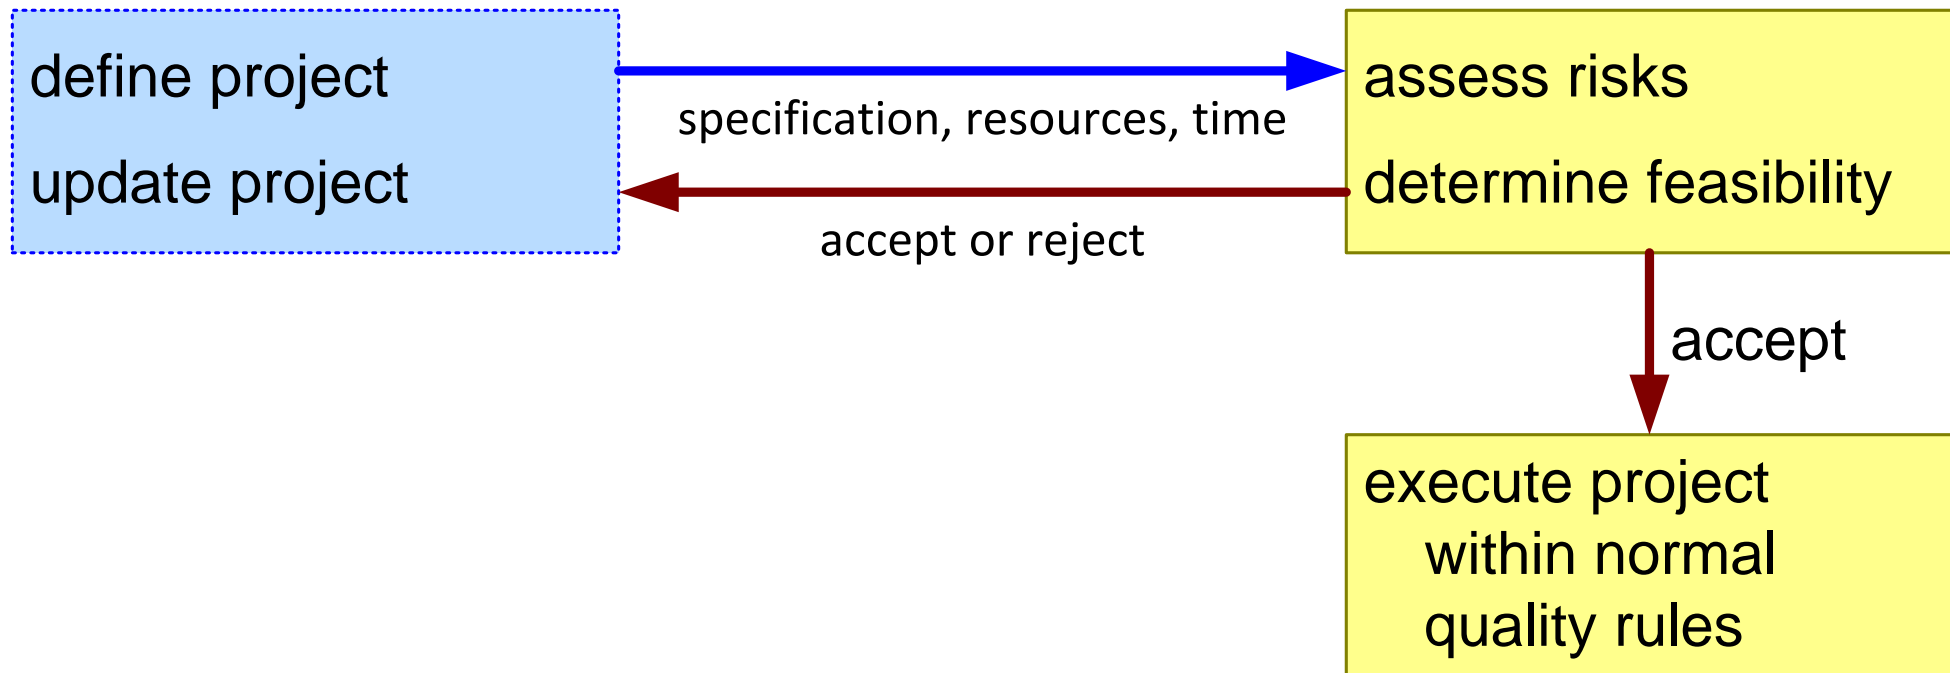 define project
update project
specification, resources, time
accept or reject
assess risks
determine feasibility
accept
execute project
within normal
quality rules